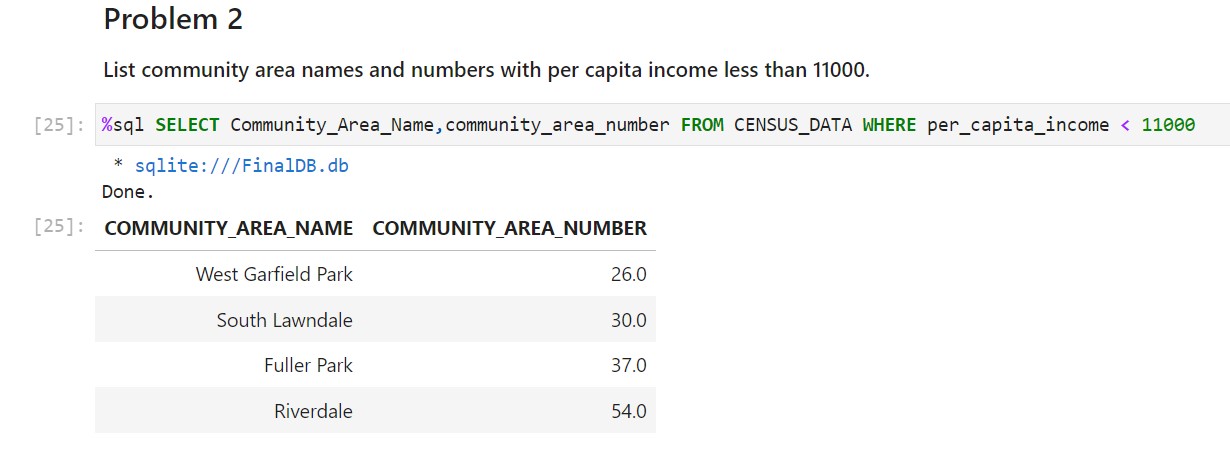 Problem 2
List community area names and numbers with per capita income less than 11000.
[25]: %sql SELECT Community_Area_Name,community_area_number FROM CENSUS_DATA WHERE per_capita_income < 11000
* sqlite:///FinalDB.db
Done.
[25]: COMMUNITY_AREA_NAME COMMUNITY_AREA_NUMBER
West Garfield Park 26.0
South Lawndale 30.0
Fuller Park 37.0
Riverdale 54.0